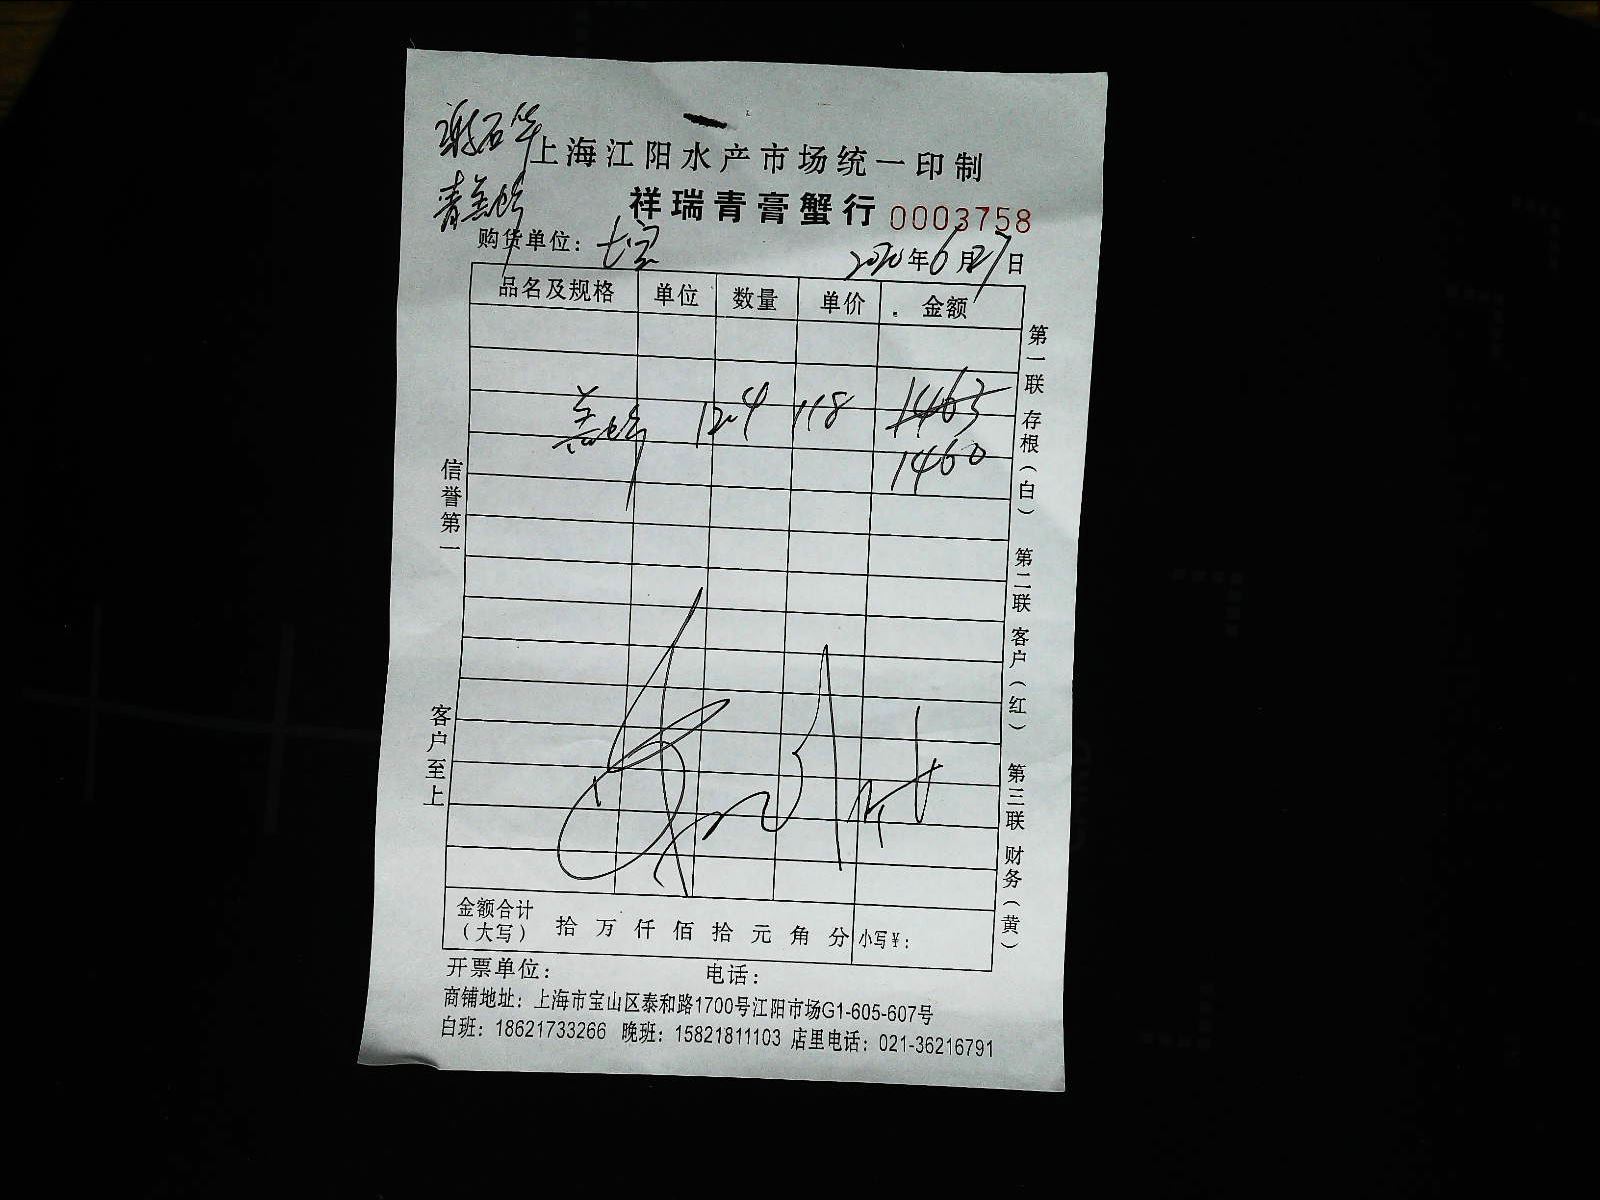 谢石华
上海江阳水产市场统一印制
祥瑞青膏蟹行 0003758
购货单位：七宝 2020年6月27日
品名及规格 单位 数量 单价 金额
12.4 118 1463
1460
信誉第一
客户至上
第一联 存根（白） 第二联 客户（红） 第三联 财务（黄）
金额合计
（大写） 拾 万 仟 佰 拾 元 角 分 小写￥：
开票单位： 电话：
商铺地址：上海市宝山区泰和路1700号江阳市场G1-605-607号
白班：18621733266 晚班：15821811103 店里电话：021-36216791